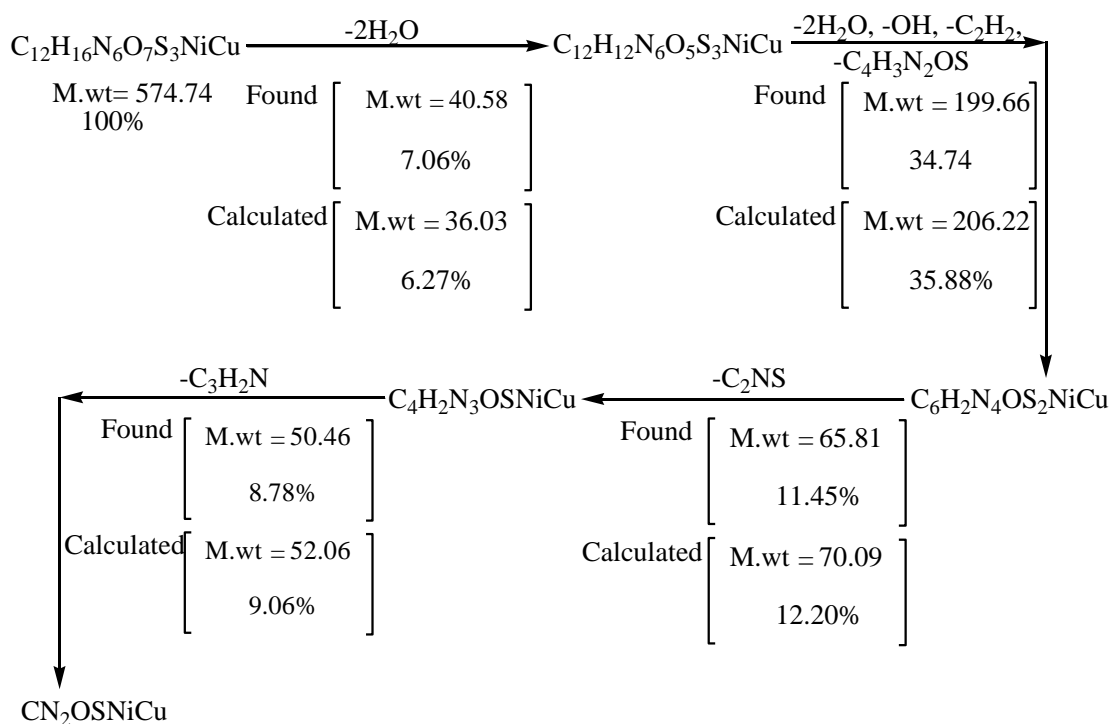 C₁₂H₁₆N₆O₇S₃NiCu -2H₂O C₁₂H₁₂N₆O₅S₃NiCu -2H₂O, -OH, -C₂H₂,
-C₄H₃N₂OS
M.wt= 574.74
100%
Found M.wt = 40.58
7.06%
Calculated M.wt = 36.03
6.27%
Found M.wt = 199.66
34.74
Calculated M.wt = 206.22
35.88%
-C₃H₂N C₄H₂N₃OSNiCu -C₂NS C₆H₂N₄OS₂NiCu
Found M.wt = 65.81
11.45%
Calculated M.wt = 70.09
12.20%
Found M.wt = 50.46
8.78%
Calculated M.wt = 52.06
9.06%
CN₂OSNiCu